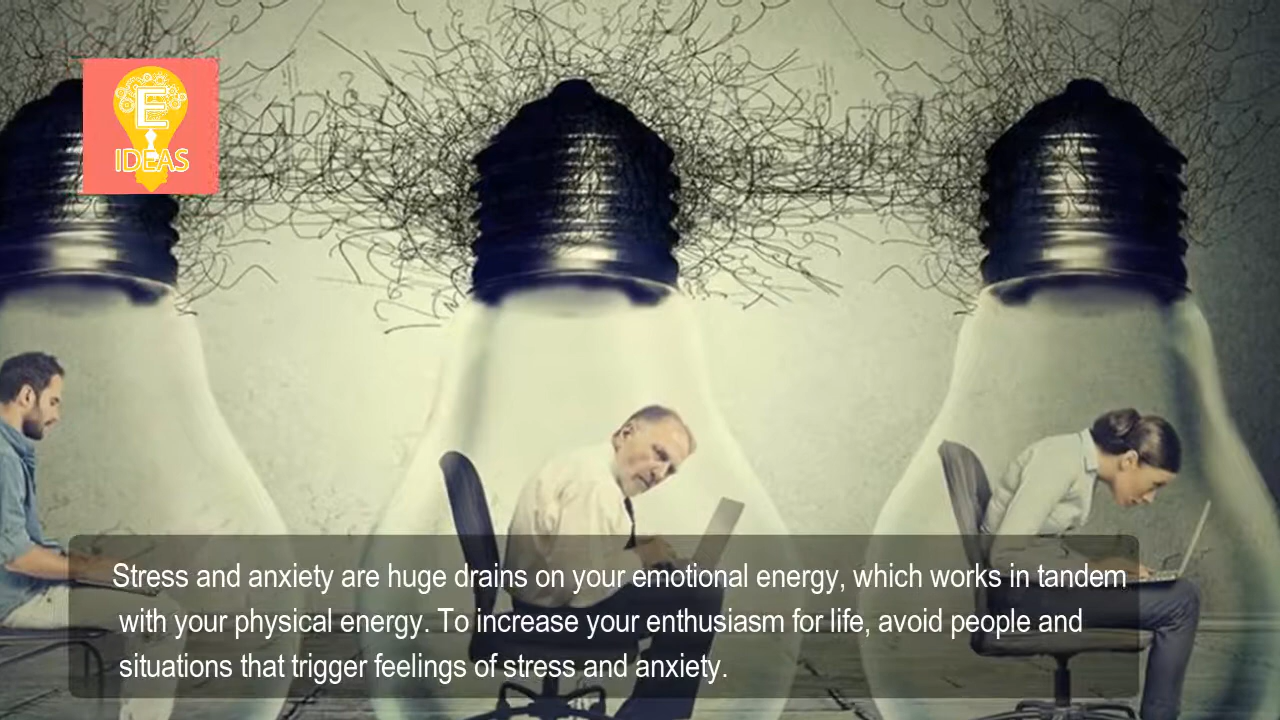 E
IDEAS
Stress and anxiety are huge drains on your emotional energy, which works in tandem
with your physical energy. To increase your enthusiasm for life, avoid people and
situations that trigger feelings of stress and anxiety.